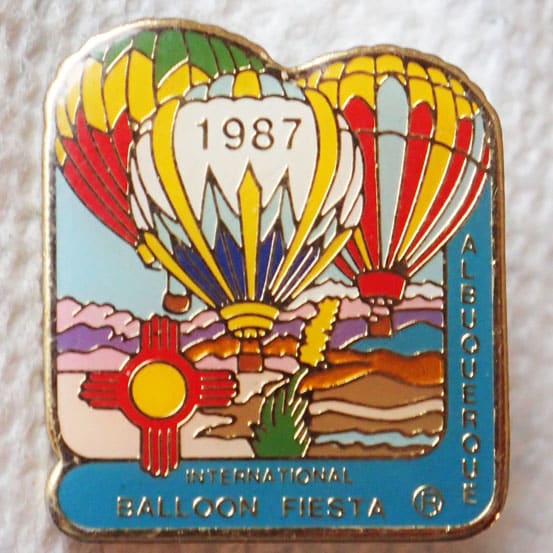 1987
ALBUQUERQUE
INTERNATIONAL
BALLOON FIESTA ®